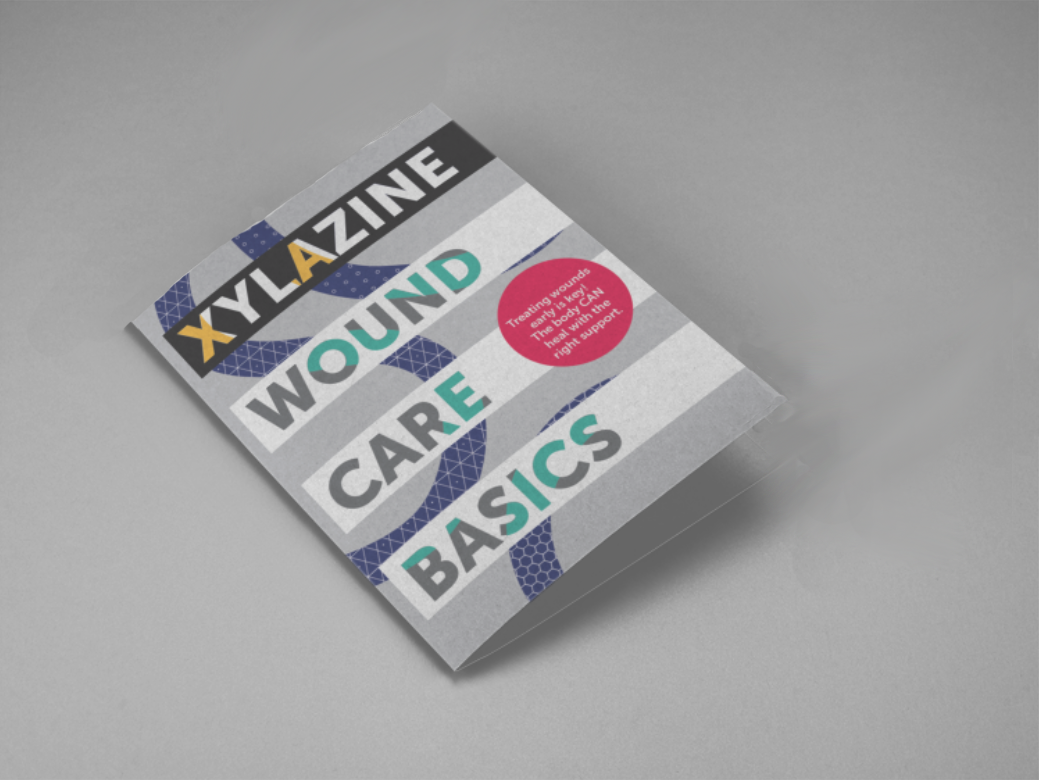 XYLAZINE
WOUND
CARE
BASICS
Treating wounds
early is key!
The body CAN
heal with the
right support.